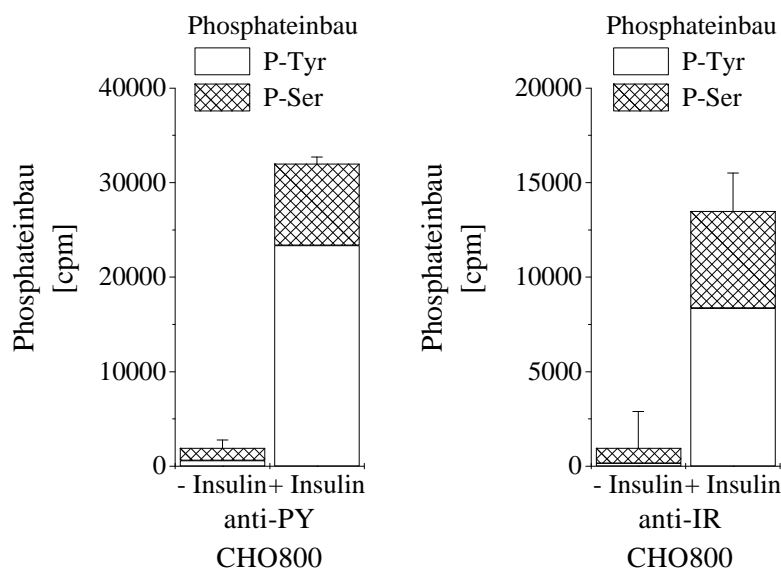 Phosphateinbau
P-Tyr
P-Ser
40000
30000
20000
10000
0
Phosphateinbau
[cpm]
- Insulin + Insulin
anti-PY
CHO800
Phosphateinbau
P-Tyr
P-Ser
20000
15000
10000
5000
0
Phosphateinbau
[cpm]
- Insulin + Insulin
anti-IR
CHO800